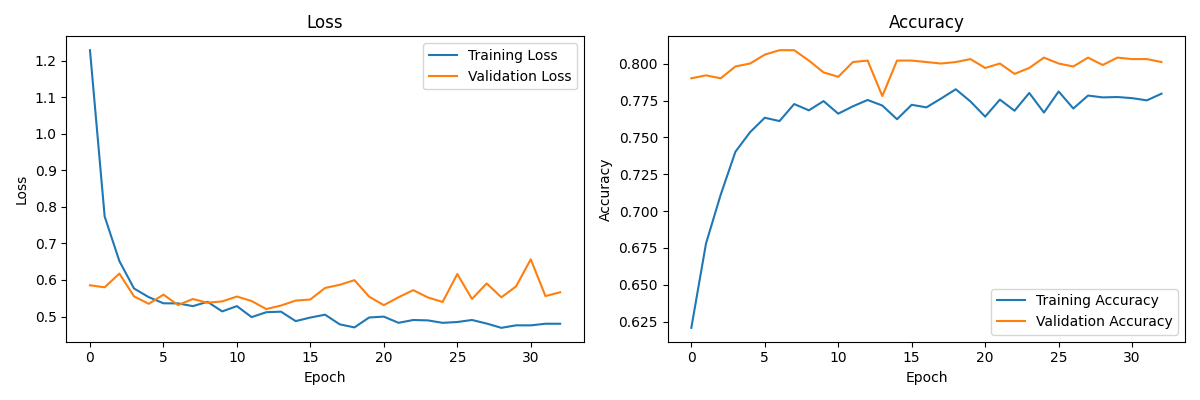 Loss
Training Loss
Validation Loss
1.2
1.1
1.0
0.9
0.8
0.7
0.6
0.5
Loss
0 5 10 15 20 25 30
Epoch
Accuracy
0.800
0.775
0.750
0.725
0.700
0.675
0.650
0.625
Accuracy
Training Accuracy
Validation Accuracy
0 5 10 15 20 25 30
Epoch